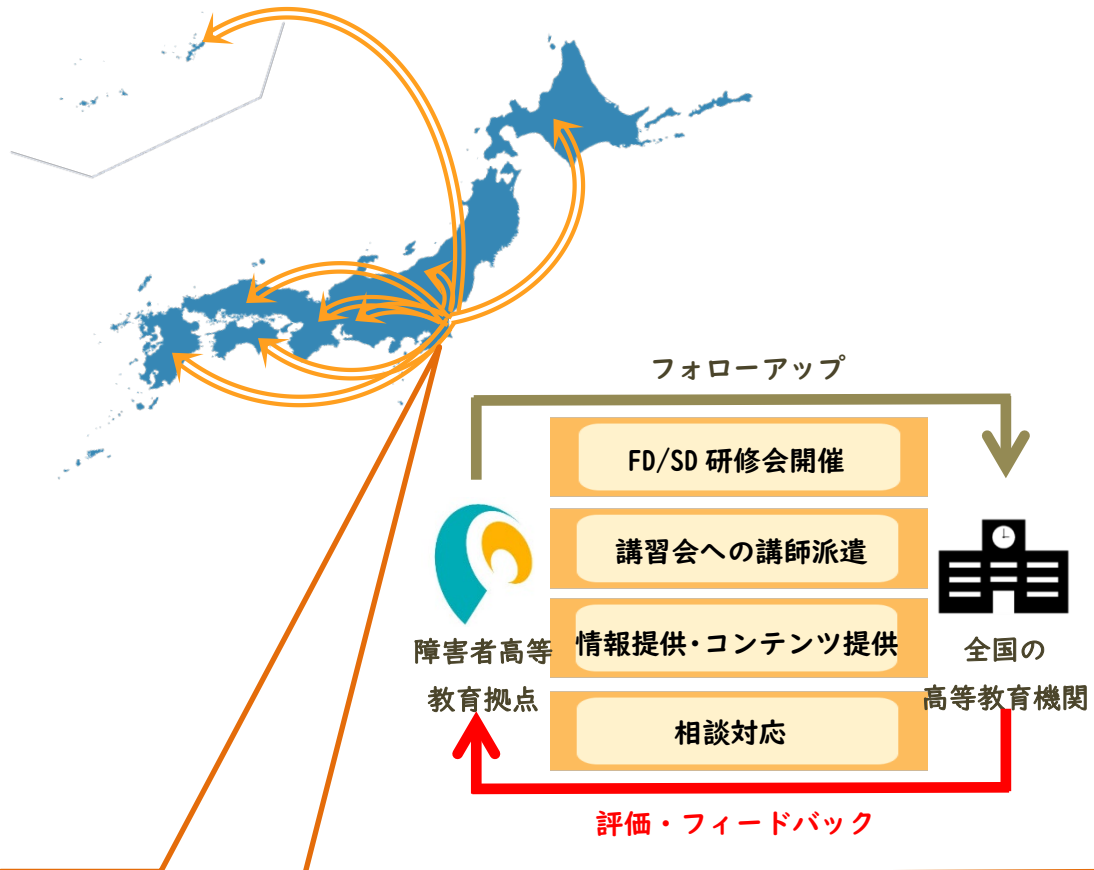 フォローアップ
FD/SD 研修会開催
講習会への講師派遣
情報提供・コンテンツ提供
相談対応
障害者高等
教育拠点
全国の
高等教育機関
評価・フィードバック